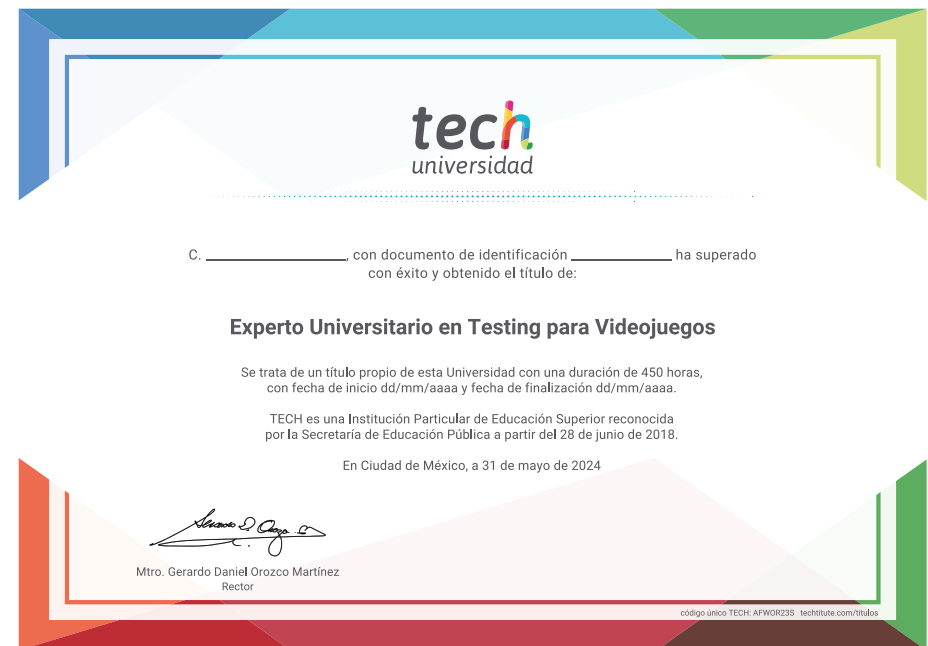 tech
universidad
C. ____________, con documento de identificación ____________ ha superado
con éxito y obtenido el título de:
Experto Universitario en Testing para Videojuegos
Se trata de un título propio de esta Universidad con una duración de 450 horas,
con fecha de inicio dd/mm/aaaa y fecha de finalización dd/mm/aaaa.
TECH es una Institución Particular de Educación Superior reconocida
por la Secretaría de Educación Pública a partir del 28 de junio de 2018.
En Ciudad de México, a 31 de mayo de 2024
Mtro. Gerardo Daniel Orozco Martínez
Rector
código único TECH: AFWOR23S techtitute.com/titulos